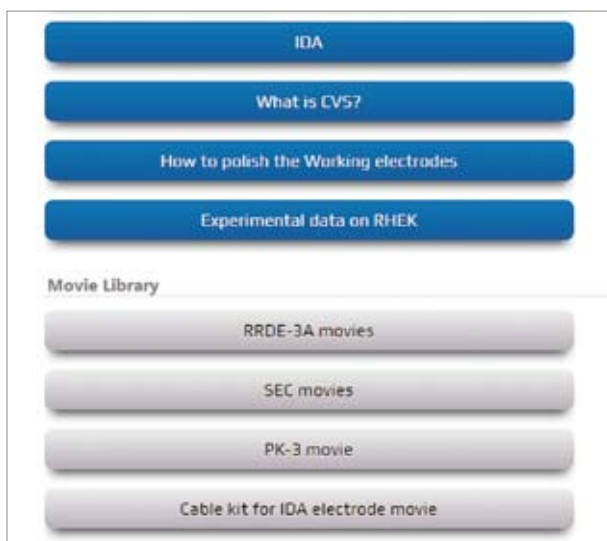 IDA
What is CVS?
How to polish the Working electrodes
Experimental data on RHEK
Movie Library
RRDE-3A movies
SEC movies
PK-3 movie
Cable kit for IDA electrode movie